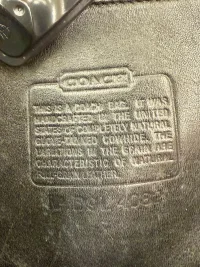 COACH
THIS IS A COACH BAG. IT WAS
HANDCRAFTED IN THE UNITED
STATES OF COMPLETELY NATURAL
GLOVE-TANNED COWHIDE. THE
VARIATIONS IN THE GRAIN ARE
CHARACTERISTIC OF NATURAL
FULL-GRAIN LEATHER.